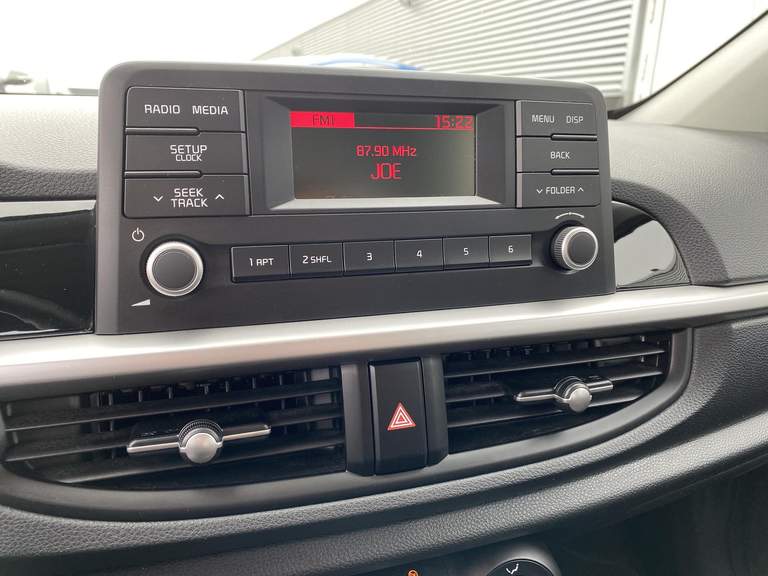 RADIO MEDIA
SETUP
CLOCK
SEEK
TRACK
FM1 15:22
87.90 MHz
JOE
MENU DISP
BACK
FOLDER
1 APT 2 SHFL 3 4 5 6